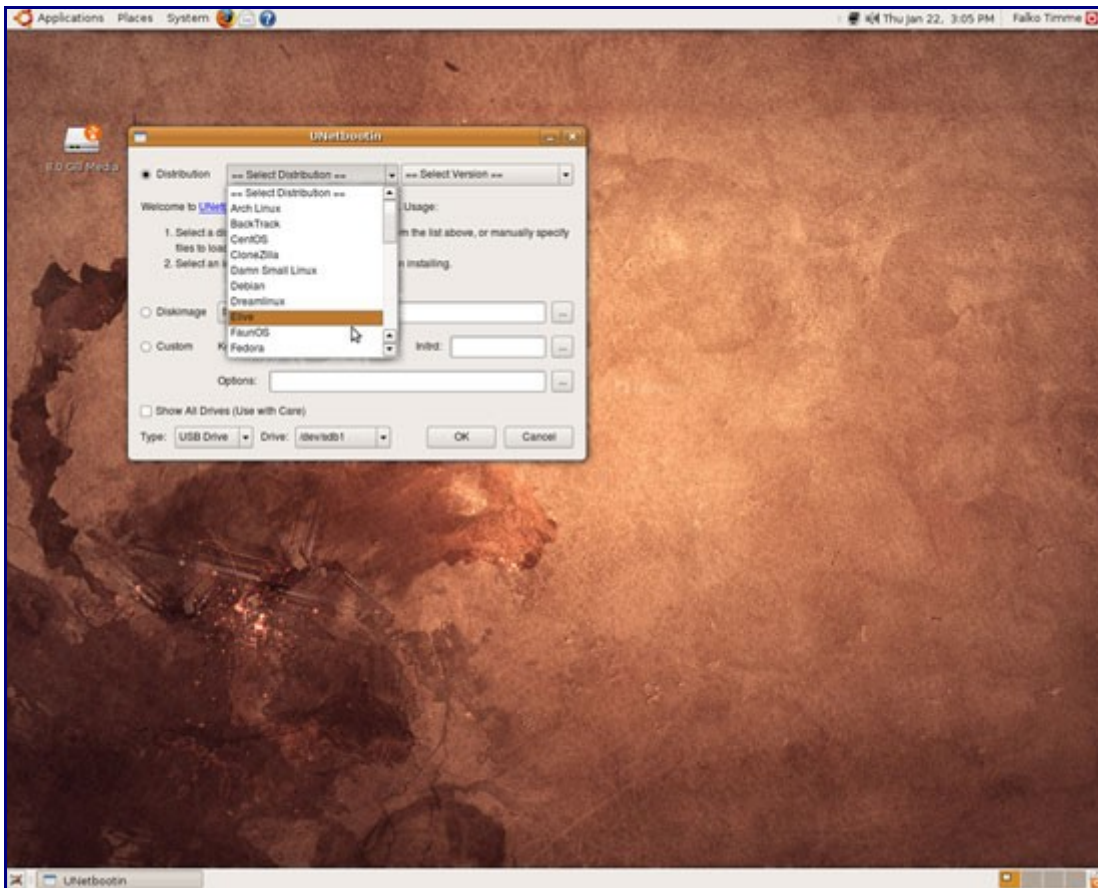 Applications Places System
Thu Jan 22, 3:05 PM Falko Timme
8.0 GB Media
UNetbootin
Distribution == Select Distribution == == Select Version ==
== Select Distribution ==
Arch Linux
BackTrack
CentOS
CloneZilla
Damn Small Linux
Debian
Dreamlinux
Elive
FaunOS
Fedora
Welcome to Usage:
1. Select a the list above, or manually specify
files to
2. Select an installing.
Diskimage
Custom Initrd:
Options:
Show All Drives (Use with Care)
Type: USB Drive Drive: /dev/sdb1 OK Cancel
UNetbootin